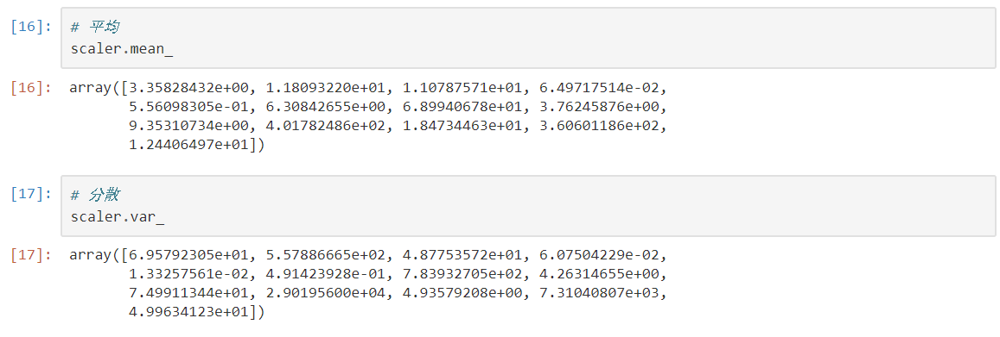 [16]: # 平均
scaler.mean_
[16]: array([3.35828432e+00, 1.18093220e+01, 1.10787571e+01, 6.49717514e-02,
5.56098305e-01, 6.30842655e+00, 6.89940678e+01, 3.76245876e+00,
9.35310734e+00, 4.01782486e+02, 1.84734463e+01, 3.60601186e+02,
1.24406497e+01])
[17]: # 分散
scaler.var_
[17]: array([6.95792305e+01, 5.57886665e+02, 4.87753572e+01, 6.07504229e-02,
1.33257561e-02, 4.91423928e-01, 7.83932705e+02, 4.26314655e+00,
7.49911344e+01, 2.90195600e+04, 4.93579208e+00, 7.31040807e+03,
4.99634123e+01])